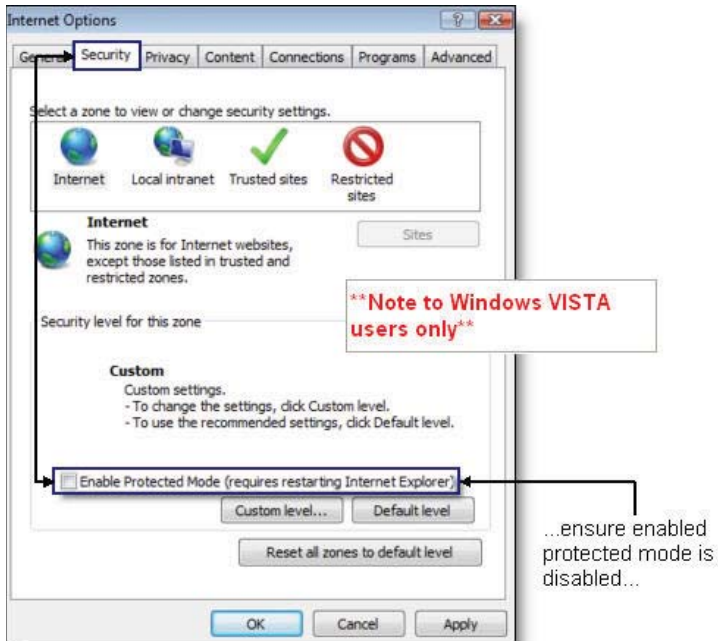 Internet Options
General Security Privacy Content Connections Programs Advanced
Select a zone to view or change security settings.
Internet Local intranet Trusted sites Restricted
sites
Internet
Sites
This zone is for Internet websites,
except those listed in trusted and
restricted zones.
**Note to Windows VISTA
users only**
Security level for this zone
Custom
Custom settings.
- To change the settings, click Custom level.
- To use the recommended settings, click Default level.
Enable Protected Mode (requires restarting Internet Explorer)
Custom level... Default level
...ensure enabled
protected mode is
disabled...
Reset all zones to default level
OK Cancel Apply